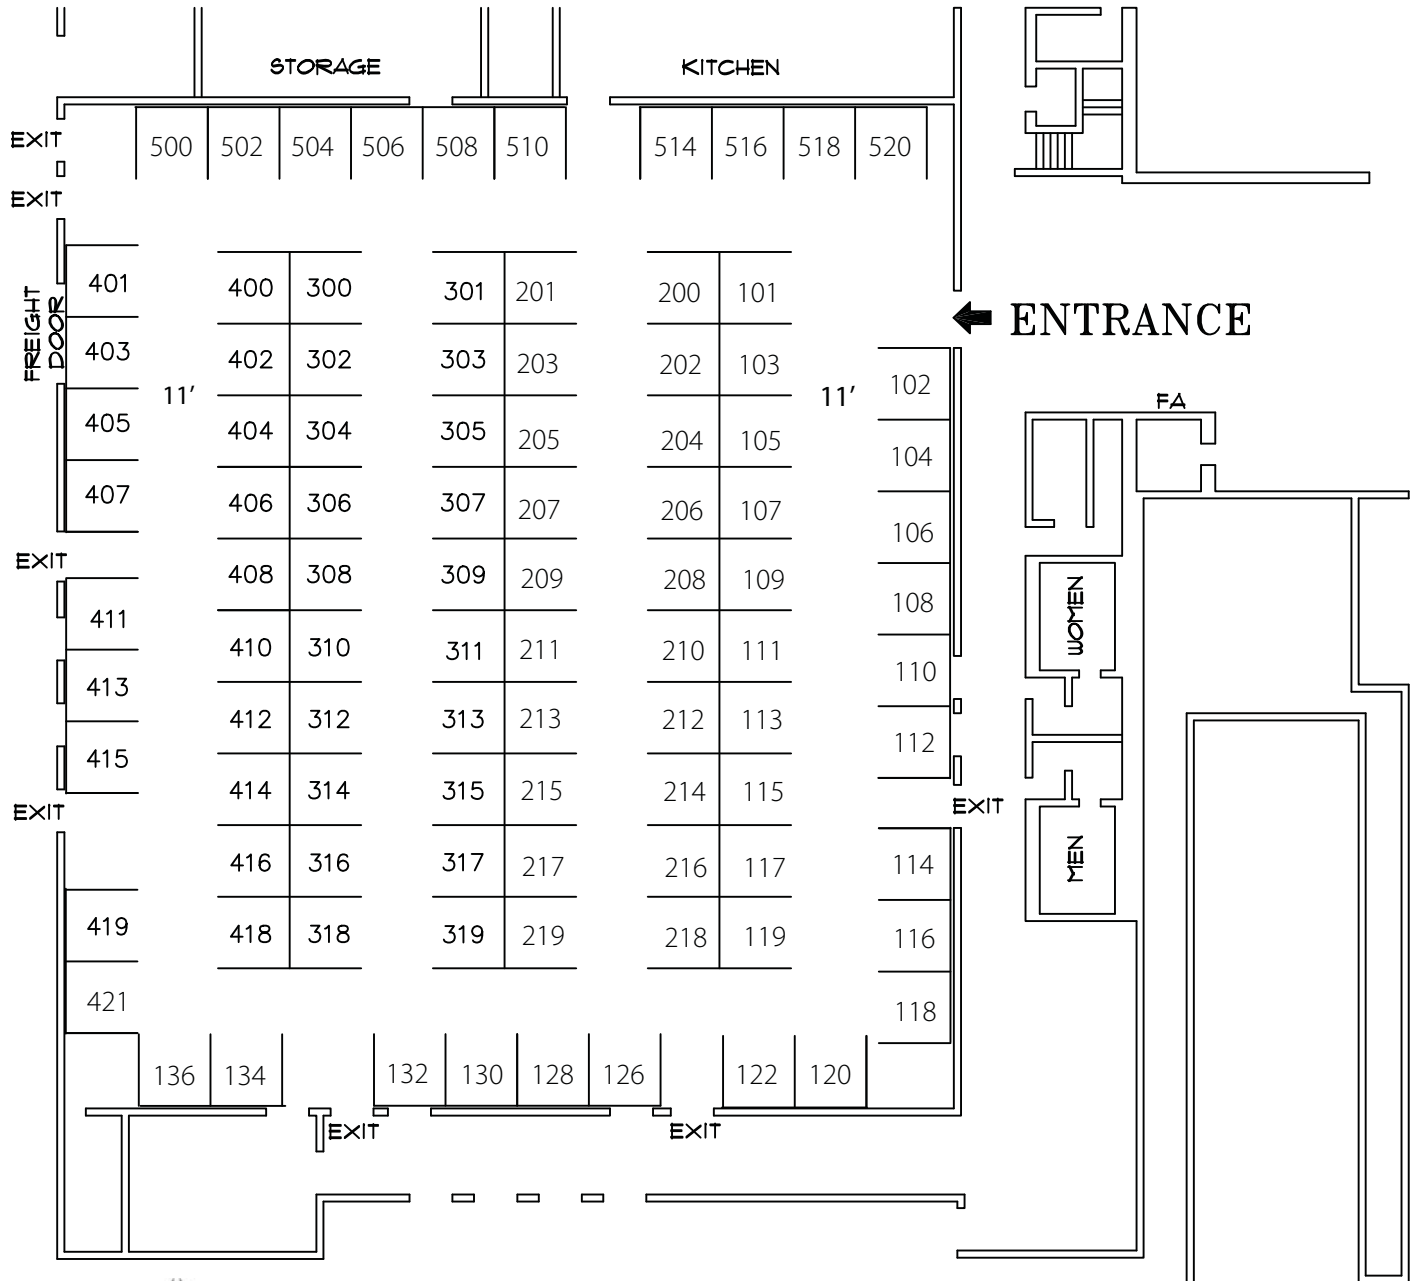 STORAGE KITCHEN
EXIT 500 502 504 506 508 510 514 516 518 520
EXIT
401 400 300 301 201 200 101
FREIGHT DOOR
ENTRANCE
403 402 302 303 203 202 103 102
11' 11'
FA
405 404 304 305 205 204 105 104
407 406 306 307 207 206 107 106
EXIT
408 308 309 209 208 109 108
WOMEN
411 410 310 311 211 210 111 110
413 412 312 313 213 212 113 112
415 414 314 315 215 214 115
EXIT EXIT
416 316 317 217 216 117 114
MEN
419 418 318 319 219 218 119 116
421 118
136 134 132 130 128 126 122 120
EXIT EXIT